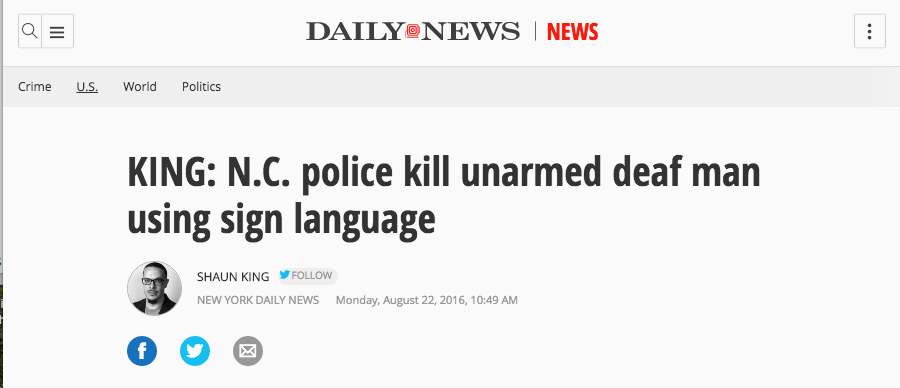 DAILY NEWS NEWS
Crime U.S. World Politics
KING: N.C. police kill unarmed deaf man
using sign language
SHAUN KING FOLLOW
NEW YORK DAILY NEWS Monday, August 22, 2016, 10:49 AM